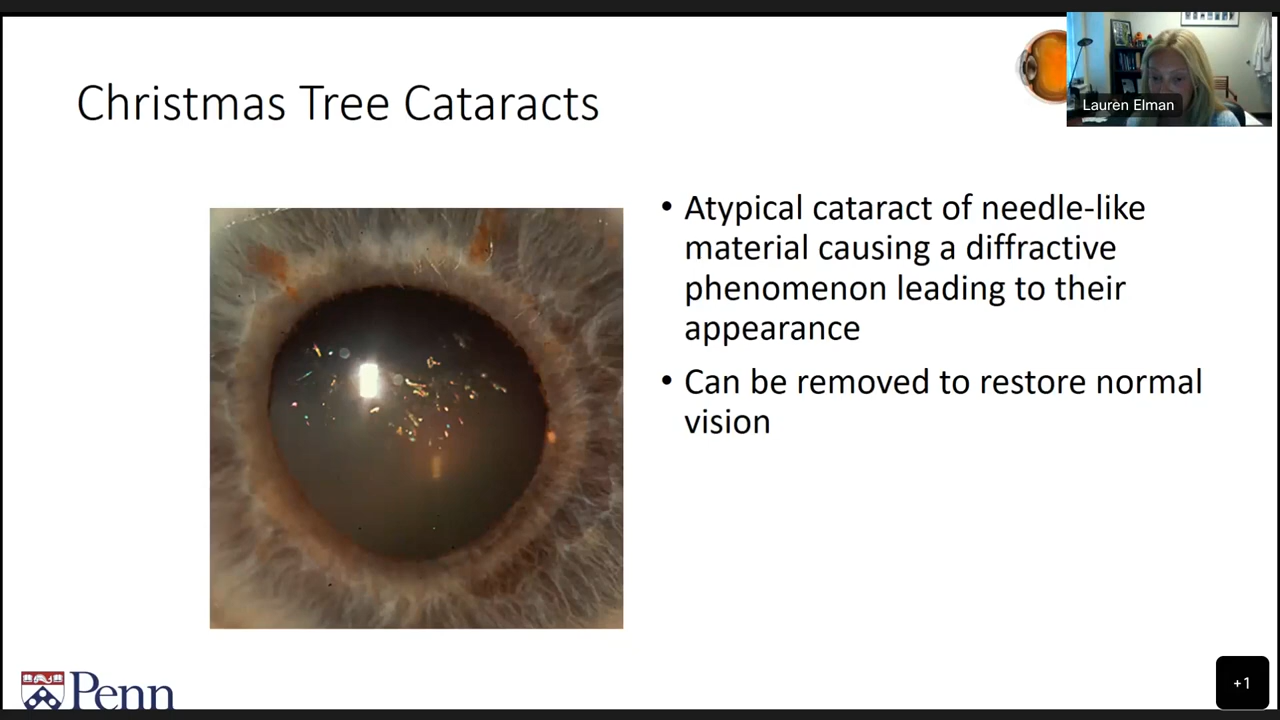 Christmas Tree Cataracts
Lauren Elman
• Atypical cataract of needle-like
material causing a diffractive
phenomenon leading to their
appearance
• Can be removed to restore normal
vision
Penn
+1